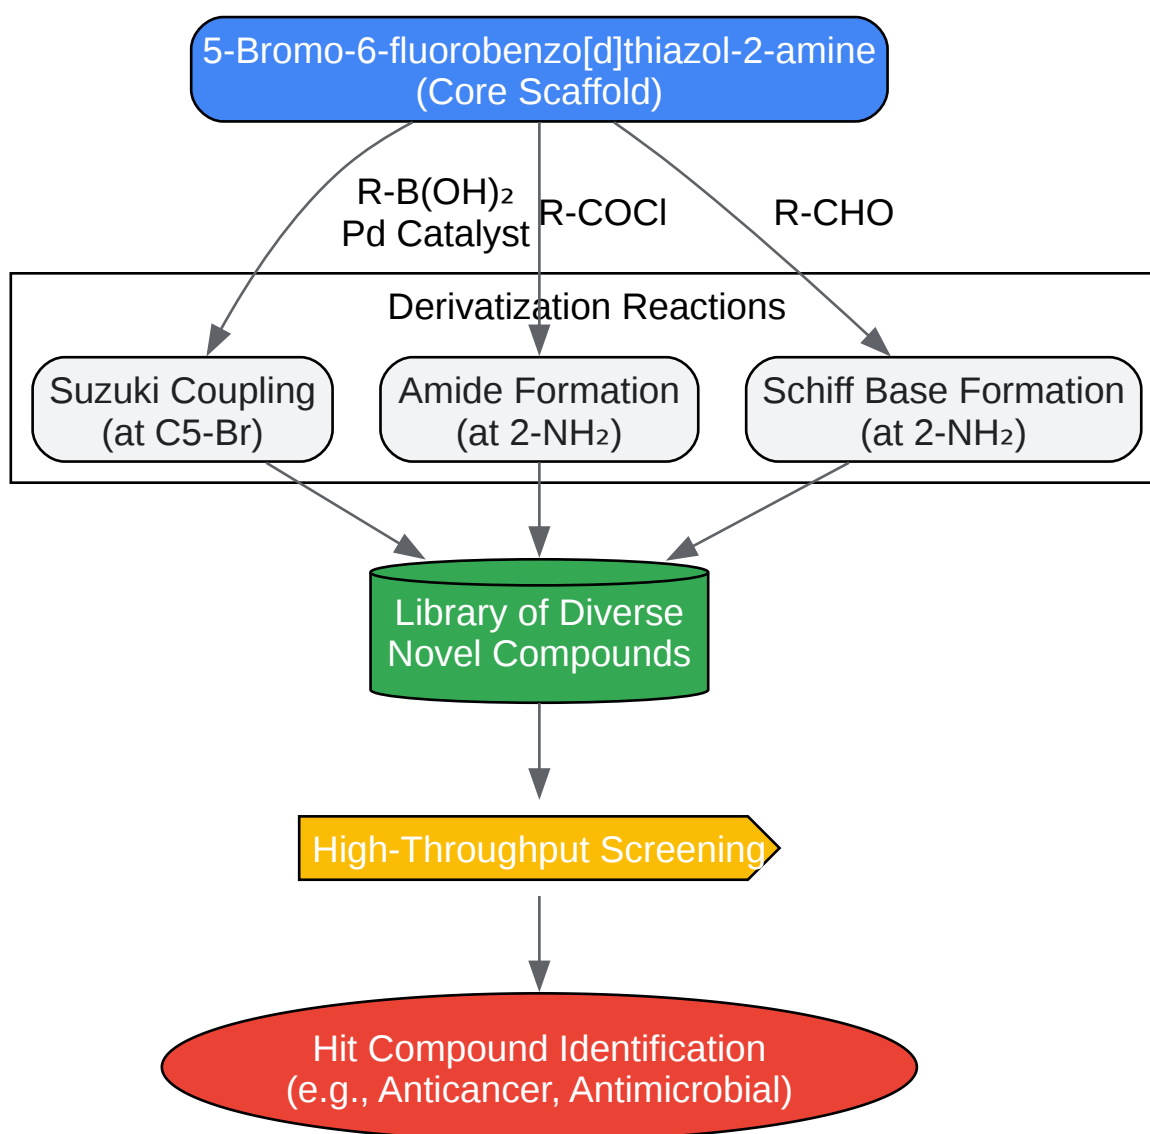 5-Bromo-6-fluorobenzo[d]thiazol-2-amine
(Core Scaffold)
R-B(OH)₂
Pd Catalyst
R-COCl
R-CHO
Derivatization Reactions
Suzuki Coupling
(at C5-Br)
Amide Formation
(at 2-NH₂)
Schiff Base Formation
(at 2-NH₂)
Library of Diverse
Novel Compounds
High-Throughput Screening
Hit Compound Identification
(e.g., Anticancer, Antimicrobial)